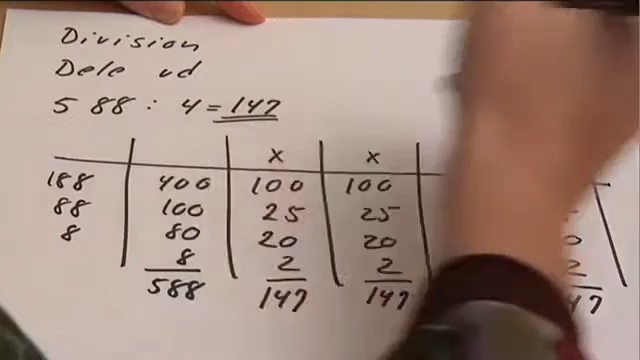 Division
Dele ud
588 : 4 = 147
x x
188 400 100 100
88 100 25 25
8 80 20 20
8 2 2
588 147 147 47